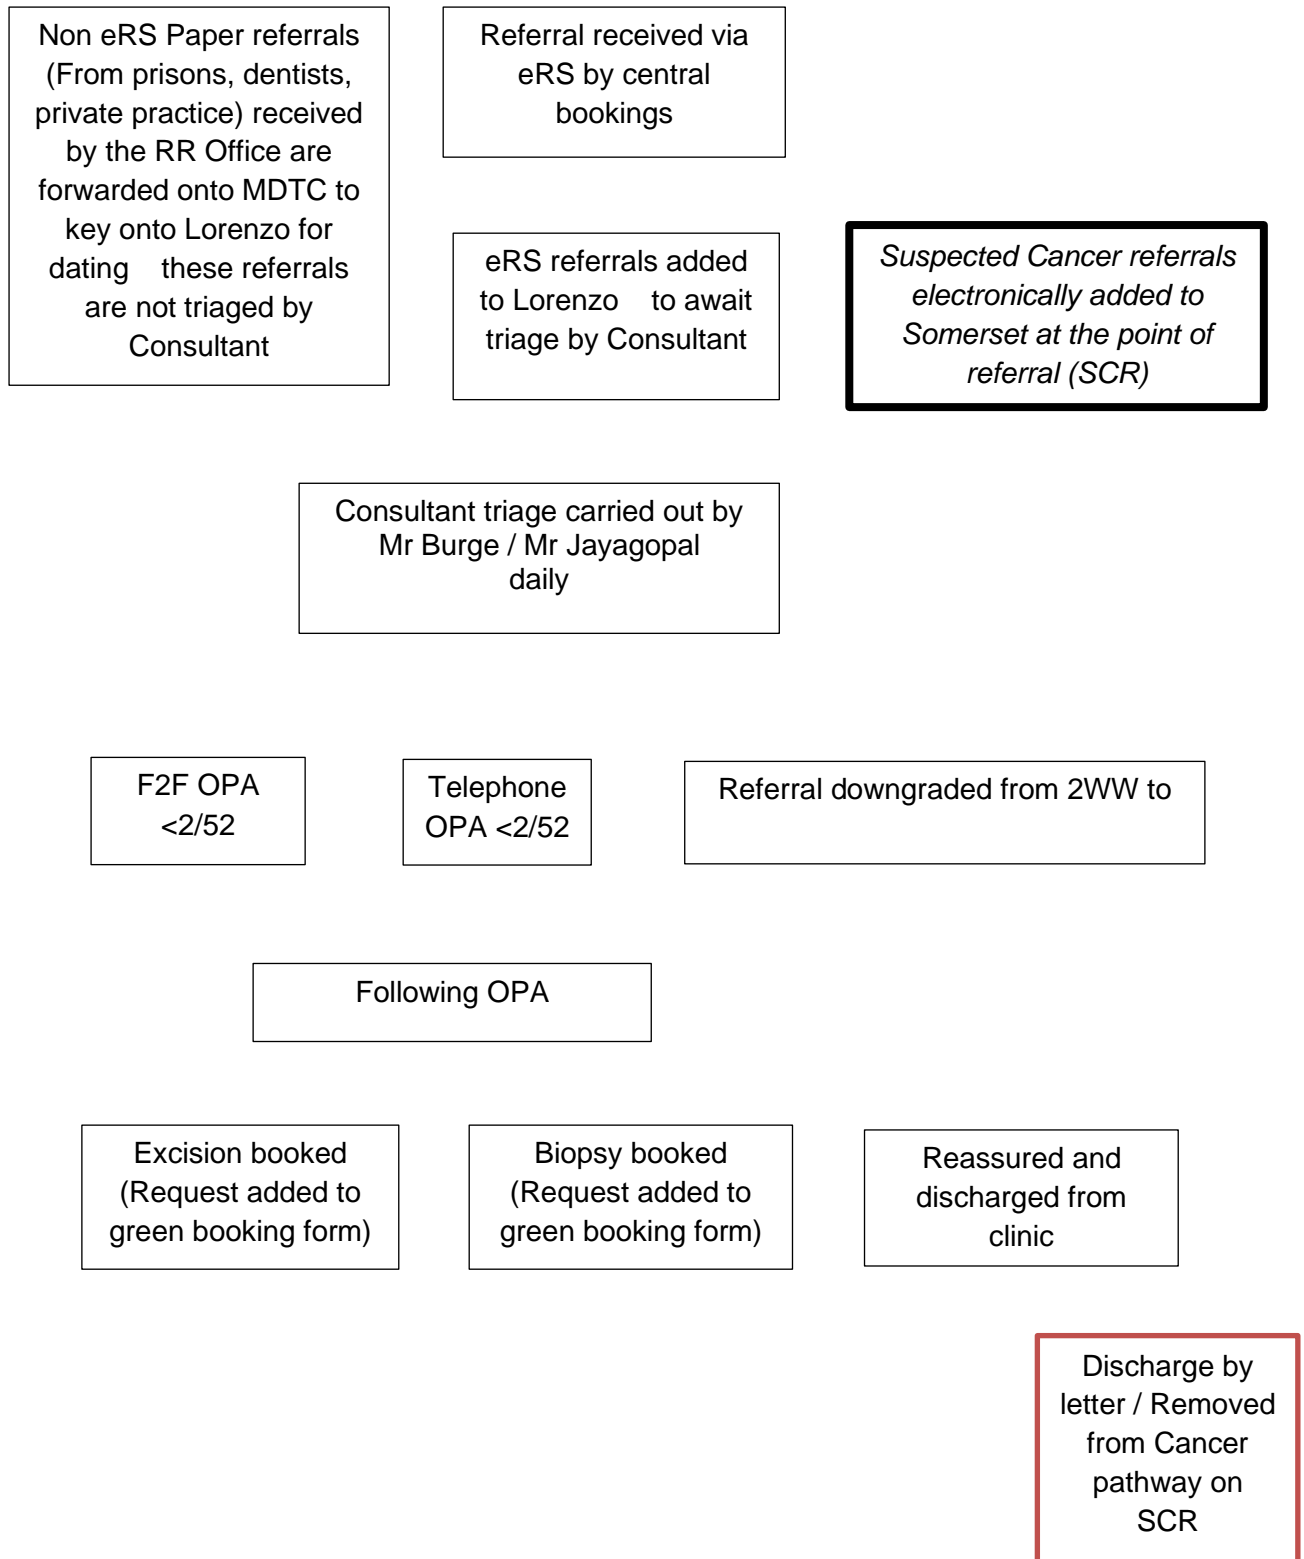 Non eRS Paper referrals
(From prisons, dentists,
private practice) received
by the RR Office are
forwarded onto MDTC to
key onto Lorenzo for
dating these referrals
are not triaged by
Consultant
Referral received via
eRS by central
bookings
eRS referrals added
to Lorenzo to await
triage by Consultant
Suspected Cancer referrals
electronically added to
Somerset at the point of
referral (SCR)
Consultant triage carried out by
Mr Burge / Mr Jayagopal
daily
F2F OPA
<2/52
Telephone
OPA <2/52
Referral downgraded from 2WW to
Following OPA
Excision booked
(Request added to
green booking form)
Biopsy booked
(Request added to
green booking form)
Reassured and
discharged from
clinic
Discharge by
letter / Removed
from Cancer
pathway on
SCR